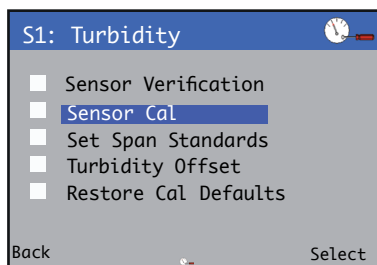 S1: Turbidity
Sensor Verification
Sensor Cal
Set Span Standards
Turbidity Offset
Restore Cal Defaults
Back Select